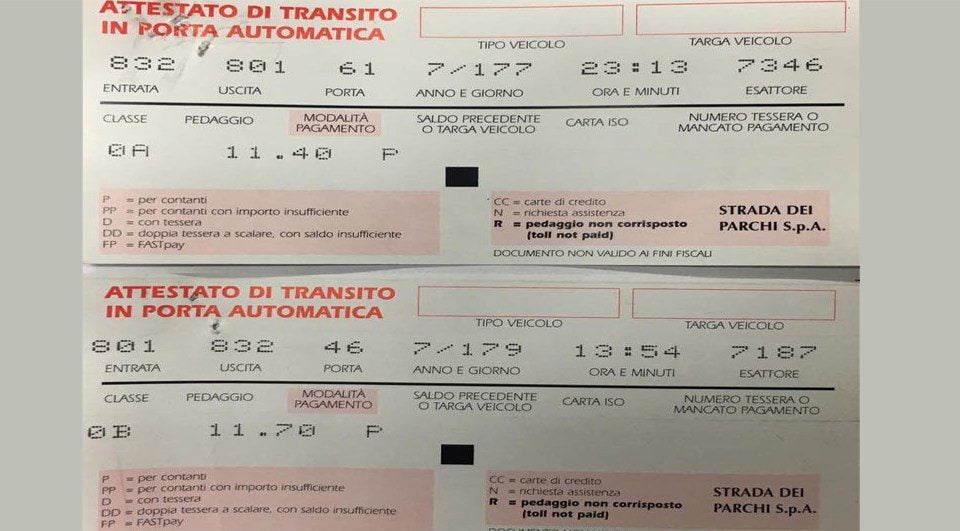 ATTESTATO DI TRANSITO
IN PORTA AUTOMATICA
TIPO VEICOLO TARGA VEICOLO
832 801 61 7/177 23:13 7346
ENTRATA USCITA PORTA ANNO E GIORNO ORA E MINUTI ESATTORE
CLASSE PEDAGGIO MODALITÀ PAGAMENTO SALDO PRECEDENTE O TARGA VEICOLO CARTA ISO NUMERO TESSERA O MANCATO PAGAMENTO
0A 11.40 P
P = per contanti
PP = per contanti con importo insufficiente
D = con tessera
DD = doppia tessera a scalare, con saldo insufficiente
FP = FASTpay
CC = carte di credito
N = richiesta assistenza
R = pedaggio non corrisposto
(toll not paid)
STRADA DEI
PARCHI S.p.A.
DOCUMENTO NON VALIDO AI FINI FISCALI
ATTESTATO DI TRANSITO
IN PORTA AUTOMATICA
TIPO VEICOLO TARGA VEICOLO
801 832 46 7/179 13:54 7187
ENTRATA USCITA PORTA ANNO E GIORNO ORA E MINUTI ESATTORE
CLASSE PEDAGGIO MODALITÀ PAGAMENTO SALDO PRECEDENTE O TARGA VEICOLO CARTA ISO NUMERO TESSERA O MANCATO PAGAMENTO
0B 11.70 P
P = per contanti
PP = per contanti con importo insufficiente
D = con tessera
DD = doppia tessera a scalare, con saldo insufficiente
FP = FASTpay
CC = carte di credito
N = richiesta assistenza
R = pedaggio non corrisposto
(toll not paid)
STRADA DEI
PARCHI S.p.A.